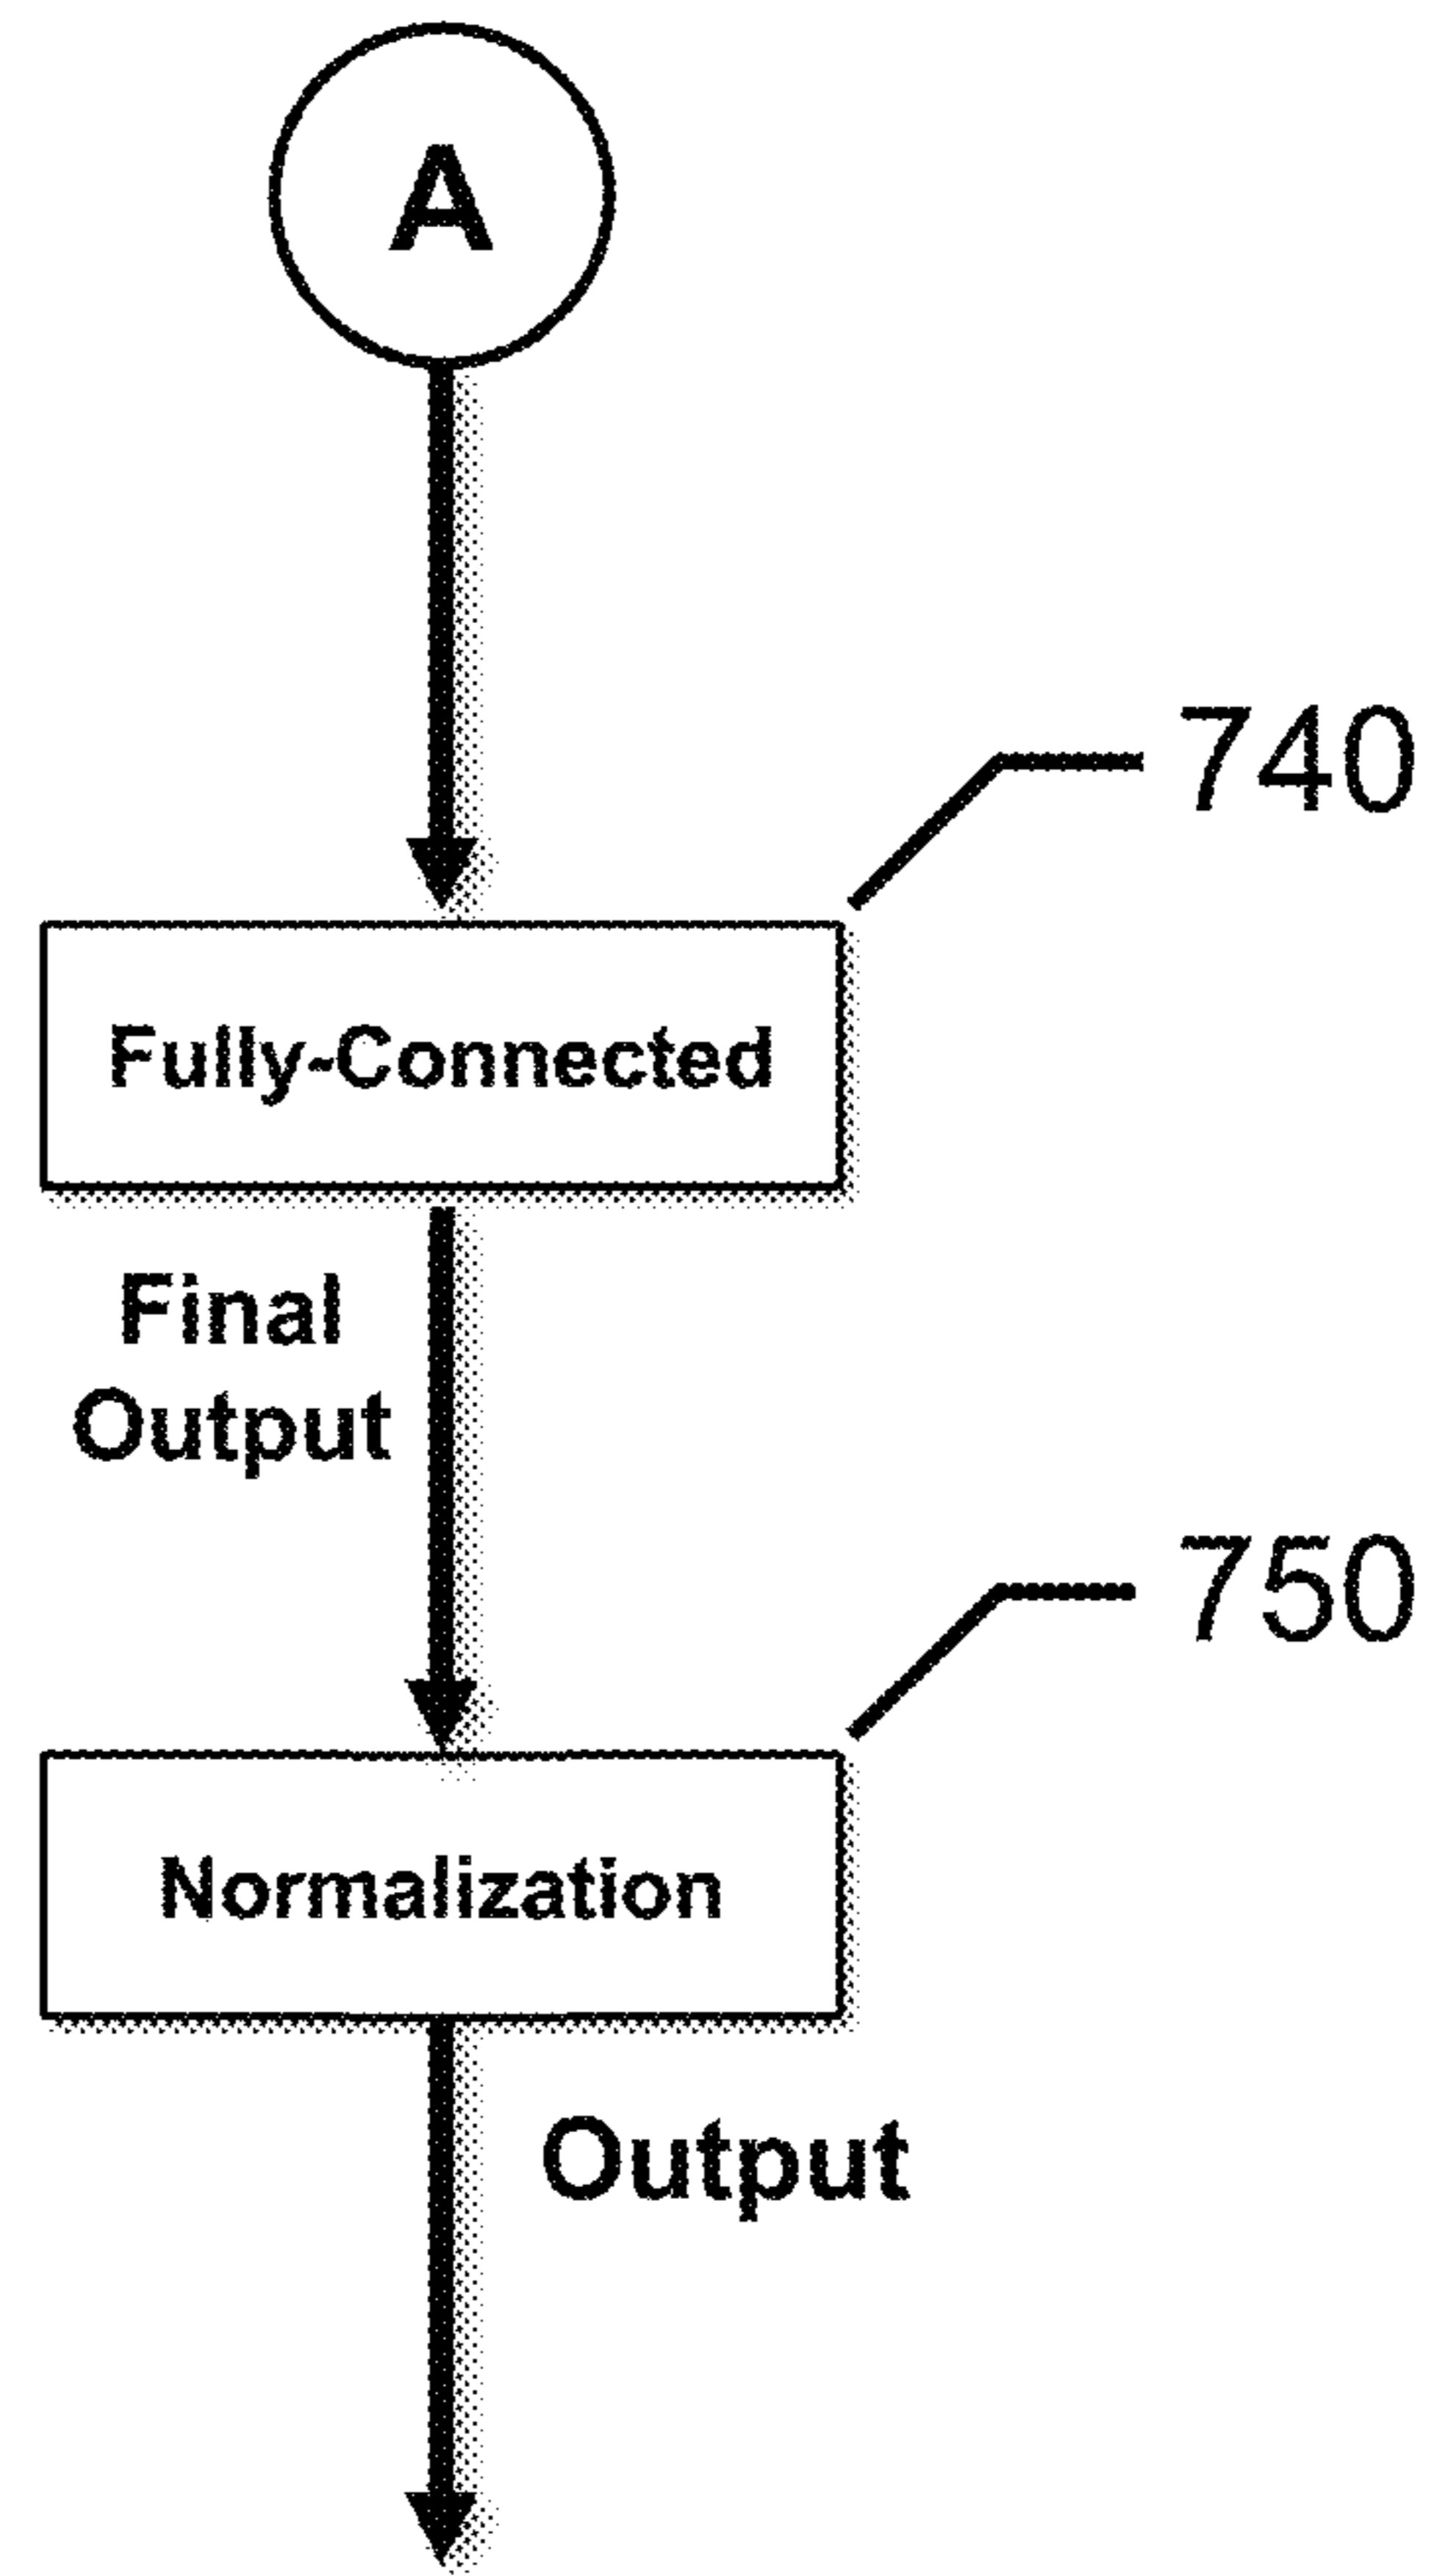 A
740
Fully-Connected
Final
Output
750
Normalization
Output